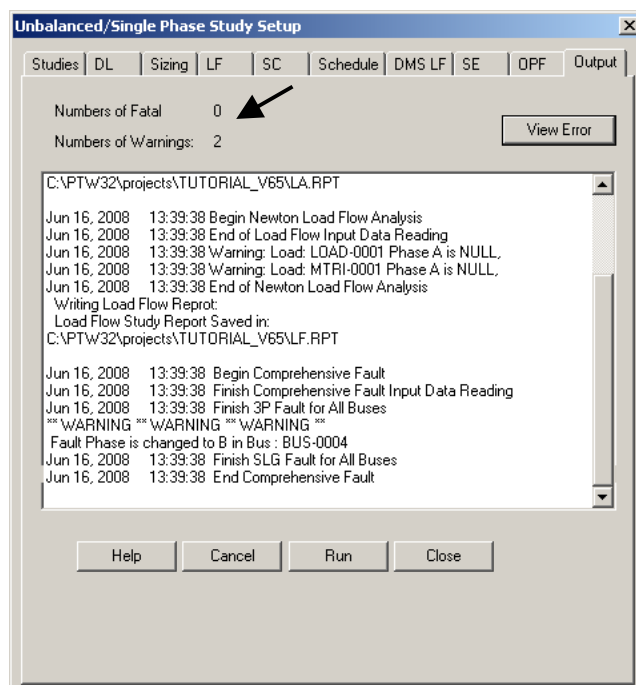 Unbalanced/Single Phase Study Setup
Studies DL Sizing LF SC Schedule DMS LF SE OPF Output
Numbers of Fatal 0
Numbers of Warnings: 2
View Error
C:\PTW32\projects\TUTORIAL_V65\LA.RPT
Jun 16, 2008 13:39:38 Begin Newton Load Flow Analysis
Jun 16, 2008 13:39:38 End of Load Flow Input Data Reading
Jun 16, 2008 13:39:38 Warning: Load: LOAD-0001 Phase A is NULL,
Jun 16, 2008 13:39:38 Warning: Load: MTRI-0001 Phase A is NULL,
Jun 16, 2008 13:39:38 End of Newton Load Flow Analysis
Writing Load Flow Reprot:
Load Flow Study Report Saved in:
C:\PTW32\projects\TUTORIAL_V65\LF.RPT
Jun 16, 2008 13:39:38 Begin Comprehensive Fault
Jun 16, 2008 13:39:38 Finish Comprehensive Fault Input Data Reading
Jun 16, 2008 13:39:38 Finish 3P Fault for All Buses
** WARNING ** WARNING ** WARNING **
Fault Phase is changed to B in Bus : BUS-0004
Jun 16, 2008 13:39:38 Finish SLG Fault for All Buses
Jun 16, 2008 13:39:38 End Comprehensive Fault
Help Cancel Run Close